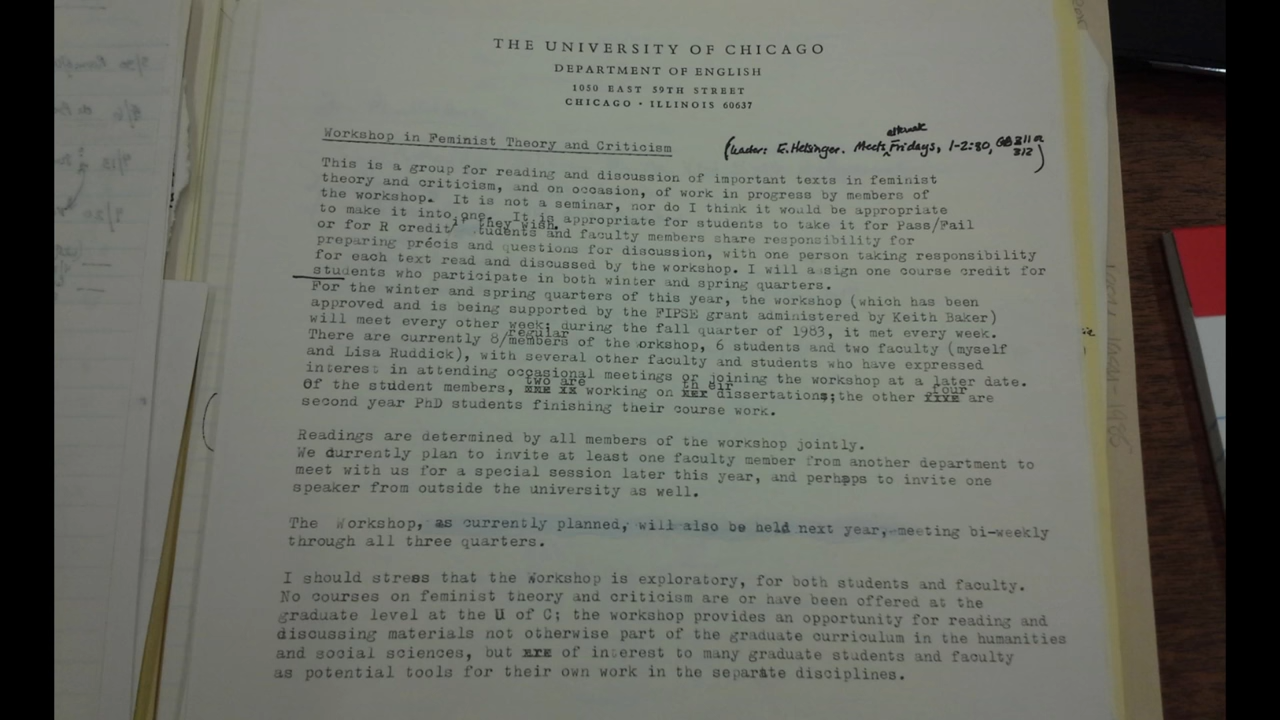 THE UNIVERSITY OF CHICAGO
DEPARTMENT OF ENGLISH
1050 EAST 59TH STREET
CHICAGO · ILLINOIS 60637
Workshop in Feminist Theory and Criticism
(Leader: E. Helsinger. Meets Fridays, 1-2:30, 311 or 312)
This is a group for reading and discussion of important texts in feminist
theory and criticism, and on occasion, of work in progress by members of
the workshop. It is not a seminar, nor do I think it would be appropriate
to make it into one. It is appropriate for students to take it for Pass/Fail
or for R credit/ if they wish. tudents and faculty members share responsibility for
preparing précis and questions for discussion, with one person taking responsibility
for each text read and discussed by the workshop. I will a sign one course credit for
students who participate in both winter and spring quarters.
For the winter and spring quarters of this year, the workshop (which has been
approved and is being supported by the FIPSE grant administered by Keith Baker)
will meet every other week; during the fall quarter of 1983, it met every week.
There are currently 8/regular members of the workshop, 6 students and two faculty (myself
and Lisa Ruddick), with several other faculty and students who have expressed
interest in attending occasional meetings or joining the workshop at a later date.
Of the student members, two are working on their dissertations; the other four are
second year PhD students finishing their course work.
Readings are determined by all members of the workshop jointly.
We durrently plan to invite at least one faculty member from another department to
meet with us for a special session later this year, and perhpps to invite one
speaker from outside the university as well.
The Workshop, as currently planned, will also be held next year, meeting bi-weekly
through all three quarters.
I should stress that the Workshop is exploratory, for both students and faculty.
No courses on feminist theory and criticism are or have been offered at the
graduate level at the U of C; the workshop provides an opportunity for reading and
discussing materials not otherwise part of the graduate curriculum in the humanities
and social sciences, but of interest to many graduate students and faculty
as potential tools for their own work in the separate disciplines.